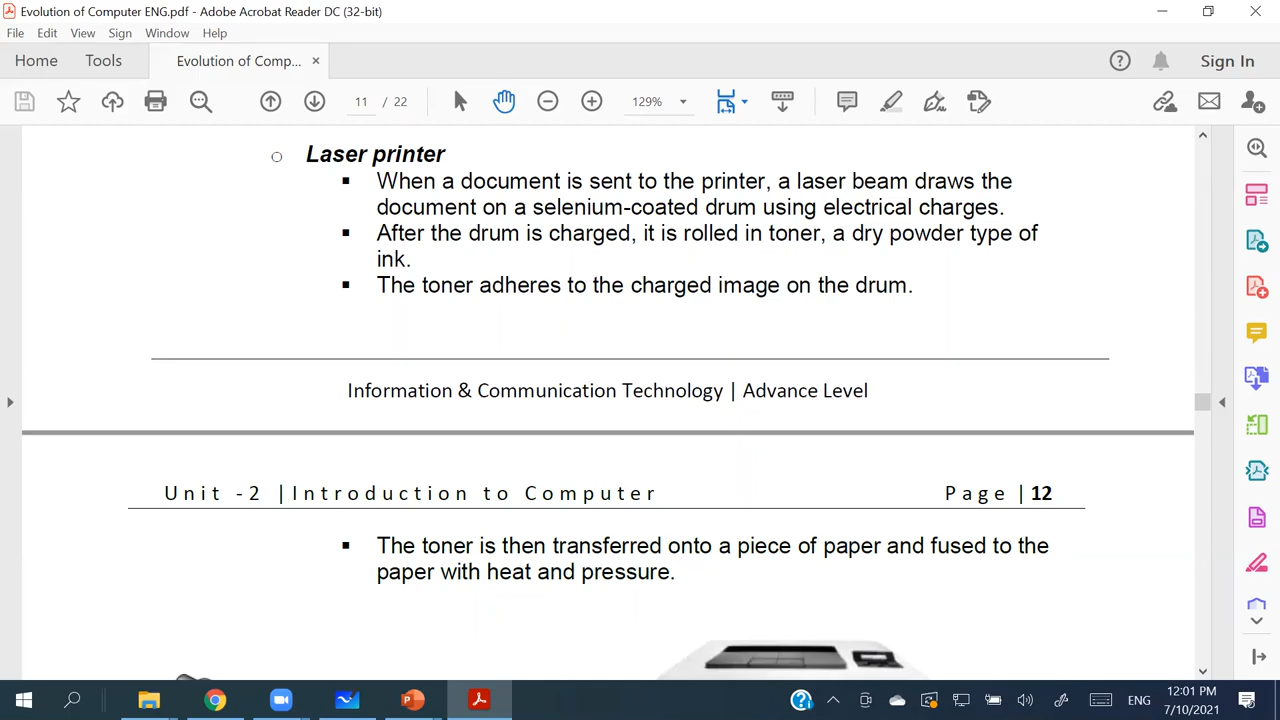 Evolution of Computer ENG.pdf - Adobe Acrobat Reader DC (32-bit)
File Edit View Sign Window Help
Home Tools Evolution of Comp... × Sign In
11 / 22 129%
Laser printer
When a document is sent to the printer, a laser beam draws the
document on a selenium-coated drum using electrical charges.
After the drum is charged, it is rolled in toner, a dry powder type of
ink.
The toner adheres to the charged image on the drum.
Information & Communication Technology | Advance Level
Unit -2 |Introduction to Computer Page |12
The toner is then transferred onto a piece of paper and fused to the
paper with heat and pressure.
ENG 12:01 PM
7/10/2021